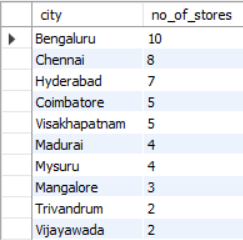 city no_of_stores
Bengaluru 10
Chennai 8
Hyderabad 7
Coimbatore 5
Visakhapatnam 5
Madurai 4
Mysuru 4
Mangalore 3
Trivandrum 2
Vijayawada 2